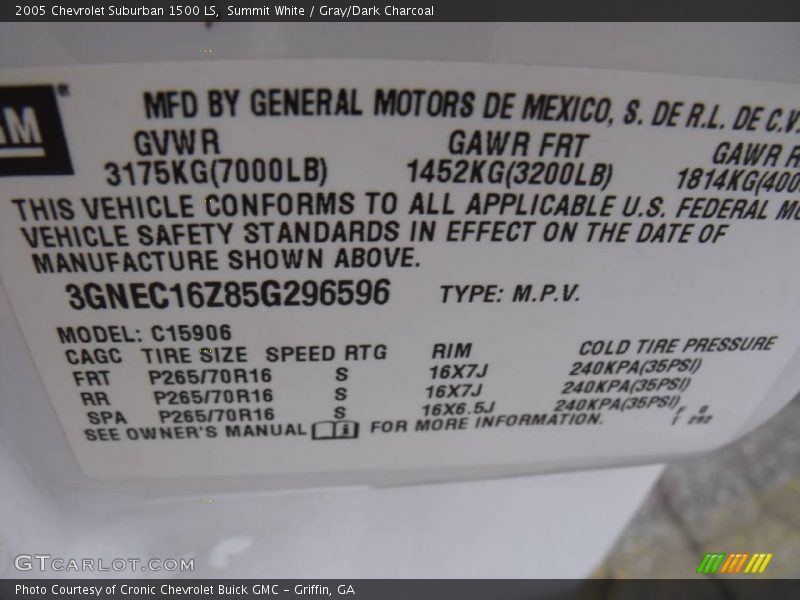 2005 Chevrolet Suburban 1500 LS, Summit White / Gray/Dark Charcoal
GM ®
MFD BY GENERAL MOTORS DE MEXICO, S. DE R.L. DE C.V.
GVWR GAWR FRT GAWR R
3175KG(7000LB) 1452KG(3200LB) 1814KG(400
THIS VEHICLE CONFORMS TO ALL APPLICABLE U.S. FEDERAL MO
VEHICLE SAFETY STANDARDS IN EFFECT ON THE DATE OF
MANUFACTURE SHOWN ABOVE.
3GNEC16Z85G296596 TYPE: M.P.V.
MODEL: C15906
CAGC TIRE SIZE SPEED RTG RIM COLD TIRE PRESSURE
FRT P265/70R16 S 16X7J 240KPA(35PSI)
RR P265/70R16 S 16X7J 240KPA(35PSI)
SPA P265/70R16 S 16X6.5J 240KPA(35PSI)
SEE OWNER'S MANUAL FOR MORE INFORMATION.
F 0
T 292
GTCARLOT.COM
Photo Courtesy of Cronic Chevrolet Buick GMC - Griffin, GA